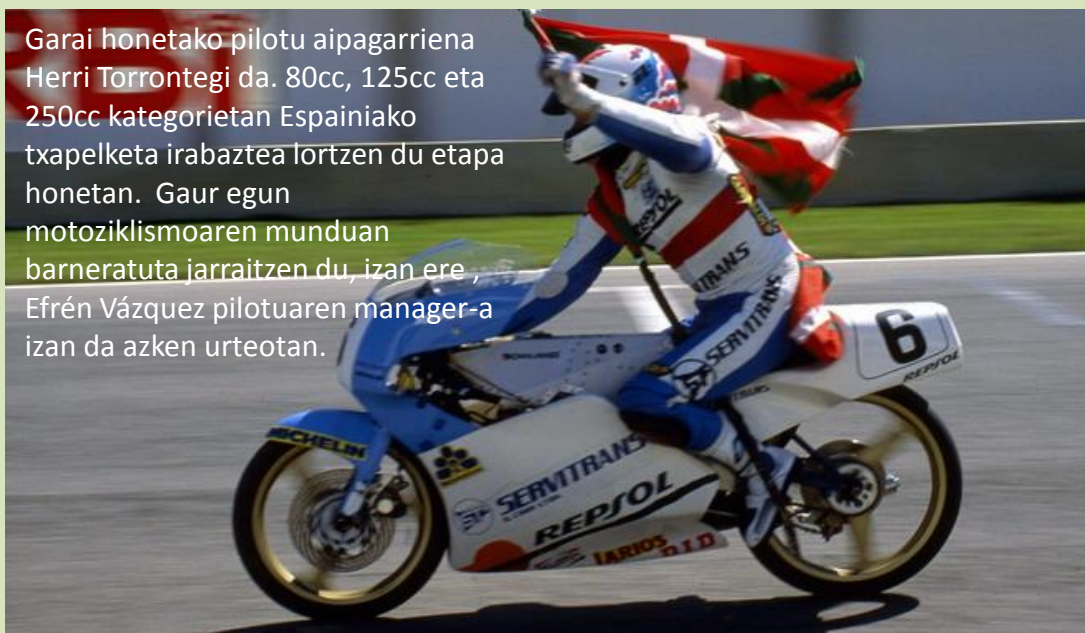 Garai honetako pilotu aipagarriena
Herri Torrontegi da. 80cc, 125cc eta
250cc kategorietan Espainiako
txapelketa irabaztea lortzen du etapa
honetan.  Gaur egun
motoziklismoaren munduan
barneratuta jarraitzen du, izan ere ,
Efrén Vázquez pilotuaren manager-a
izan da azken urteotan.
REPSOL
SERVITRANS
6
REPSOL
MICHELIN
SERVITRANS
REPSOL
LARIOS
D.I.D